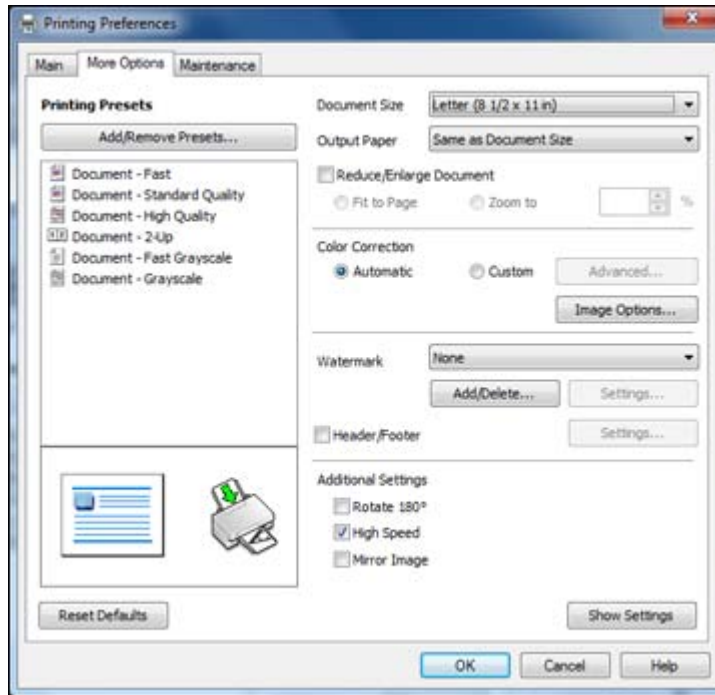 Printing Preferences
Main More Options Maintenance
Printing Presets
Add/Remove Presets...
Document - Fast
Document - Standard Quality
Document - High Quality
Document - 2-Up
Document - Fast Grayscale
Document - Grayscale
Document Size Letter (8 1/2 x 11 in)
Output Paper Same as Document Size
Reduce/Enlarge Document
Fit to Page Zoom to %
Color Correction
Automatic Custom Advanced...
Image Options...
Watermark None
Add/Delete... Settings...
Header/Footer Settings...
Additional Settings
Rotate 180°
High Speed
Mirror Image
Reset Defaults Show Settings
OK Cancel Help